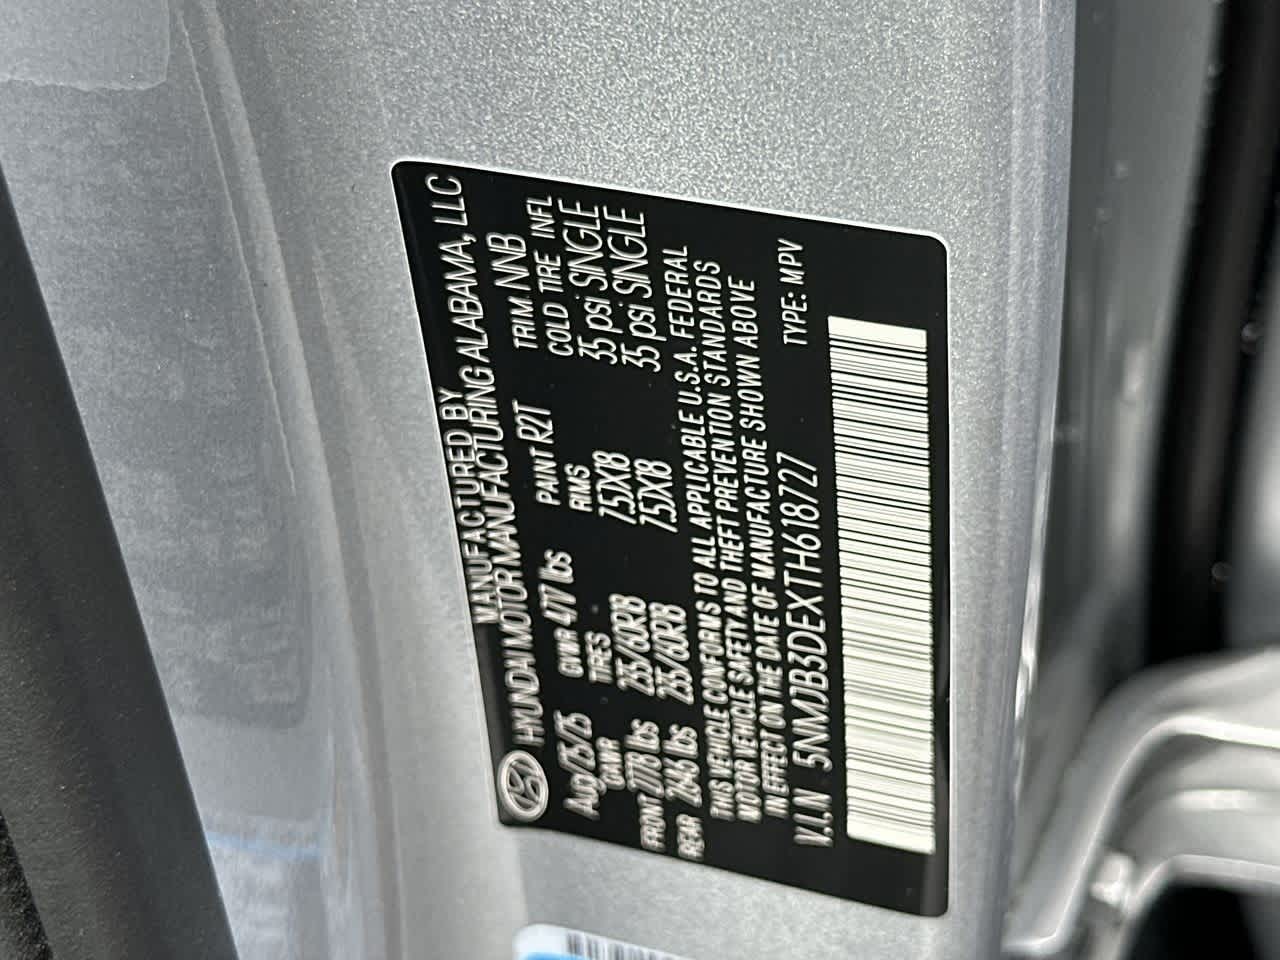 MANUFACTURED BY
HYUNDAI MOTOR MANUFACTURING ALABAMA, LLC
PAINT R2T TRIM NNB
GVWR 4717 lbs
GAWR TIRES RIMS COLD TIRE INFL
FRONT 2778 lbs 235/60R18 7.5JX18 35 psi SINGLE
REAR 2646 lbs 235/60R18 7.5JX18 35 psi SINGLE
THIS VEHICLE CONFORMS TO ALL APPLICABLE U.S.A. FEDERAL
MOTOR VEHICLE SAFETY AND THEFT PREVENTION STANDARDS
IN EFFECT ON THE DATE OF MANUFACTURE SHOWN ABOVE
V.I.N 5NMJB3DEXTH618727 TYPE: MPV